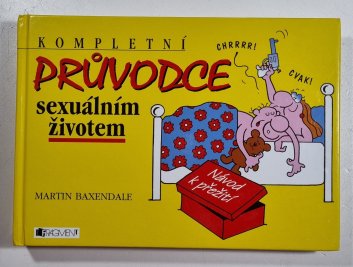 KOMPLETNÍ
PRŮVODCE
sexuálním
životem
CHRRRR!
CVAK!
Návod
k přežití
MARTIN BAXENDALE
FRAGMENT